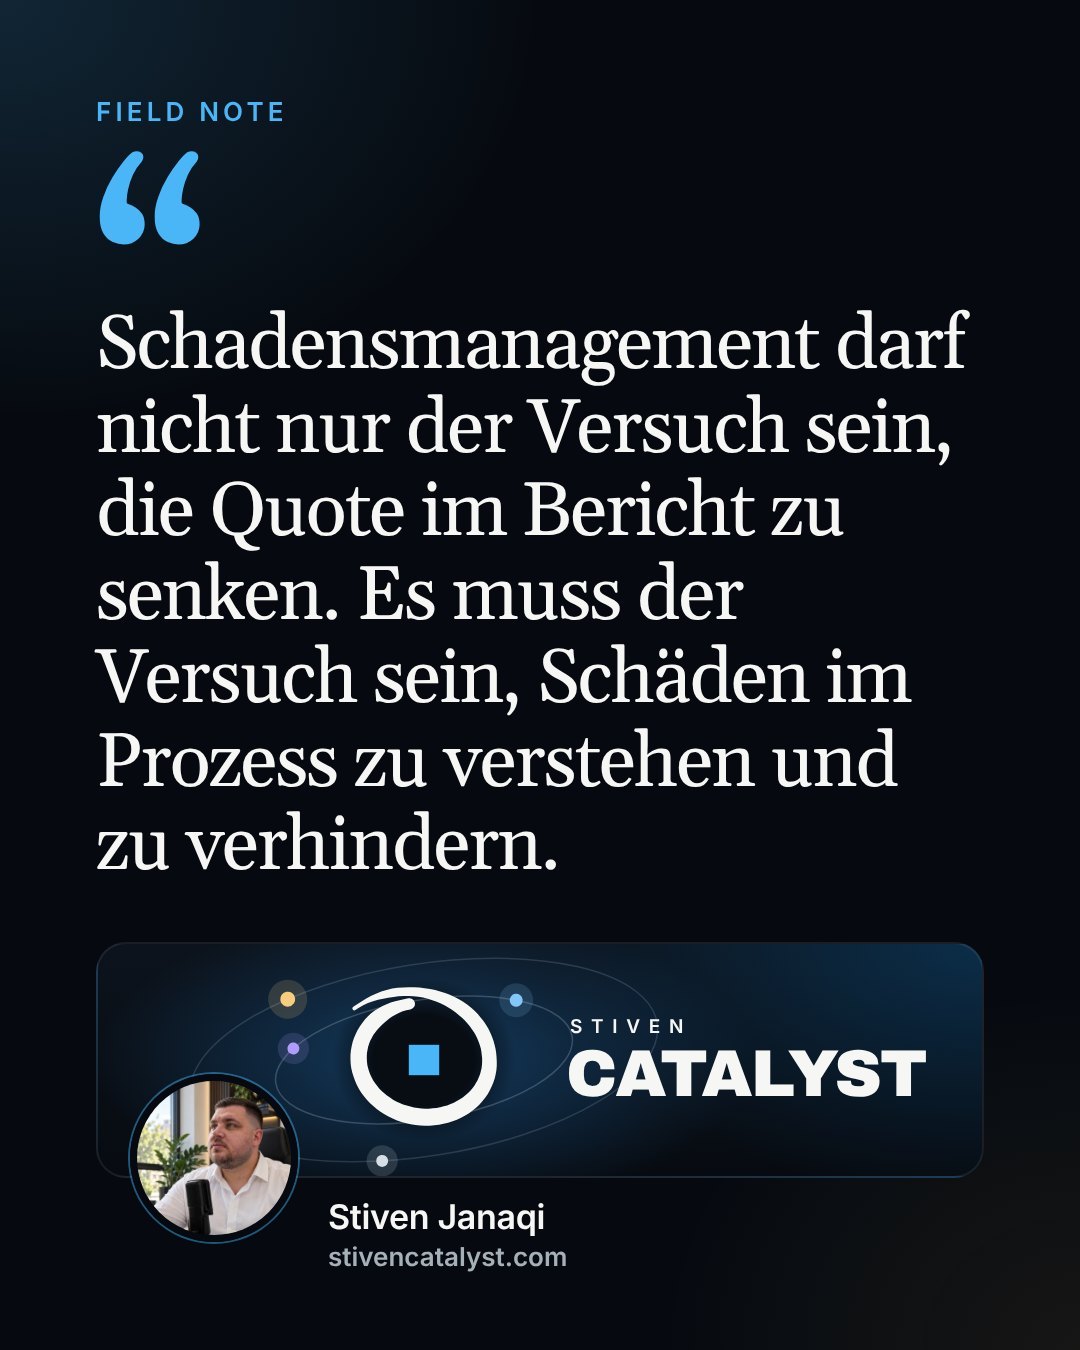 FIELD NOTE
“
Schadensmanagement darf
nicht nur der Versuch sein,
die Quote im Bericht zu
senken. Es muss der
Versuch sein, Schäden im
Prozess zu verstehen und
zu verhindern.
STIVEN
CATALYST
Stiven Janaqi
stivencatalyst.com